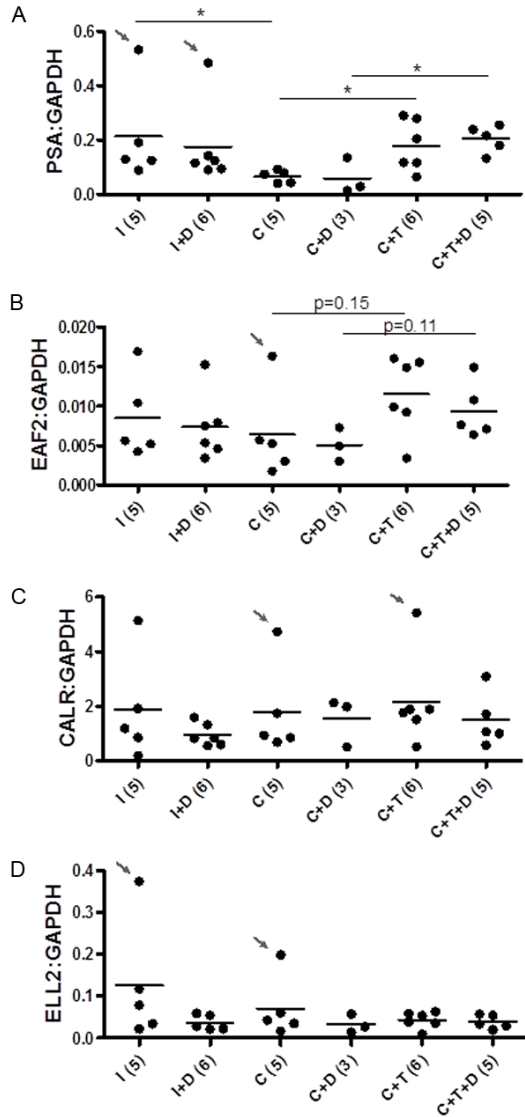 A
PSA:GAPDH
0.6
0.4
0.2
0.0
*
*
*
I (5)
I+D (6)
C (5)
C+D (3)
C+T (6)
C+T+D (5)
B
EAF2:GAPDH
0.020
0.015
0.010
0.005
0.000
p=0.15
p=0.11
I (5)
I+D (6)
C (5)
C+D (3)
C+T (6)
C+T+D (5)
C
CALR:GAPDH
6
4
2
0
I (5)
I+D (6)
C (5)
C+D (3)
C+T (6)
C+T+D (5)
D
ELL2:GAPDH
0.4
0.3
0.2
0.1
0.0
I (5)
I+D (6)
C (5)
C+D (3)
C+T (6)
C+T+D (5)